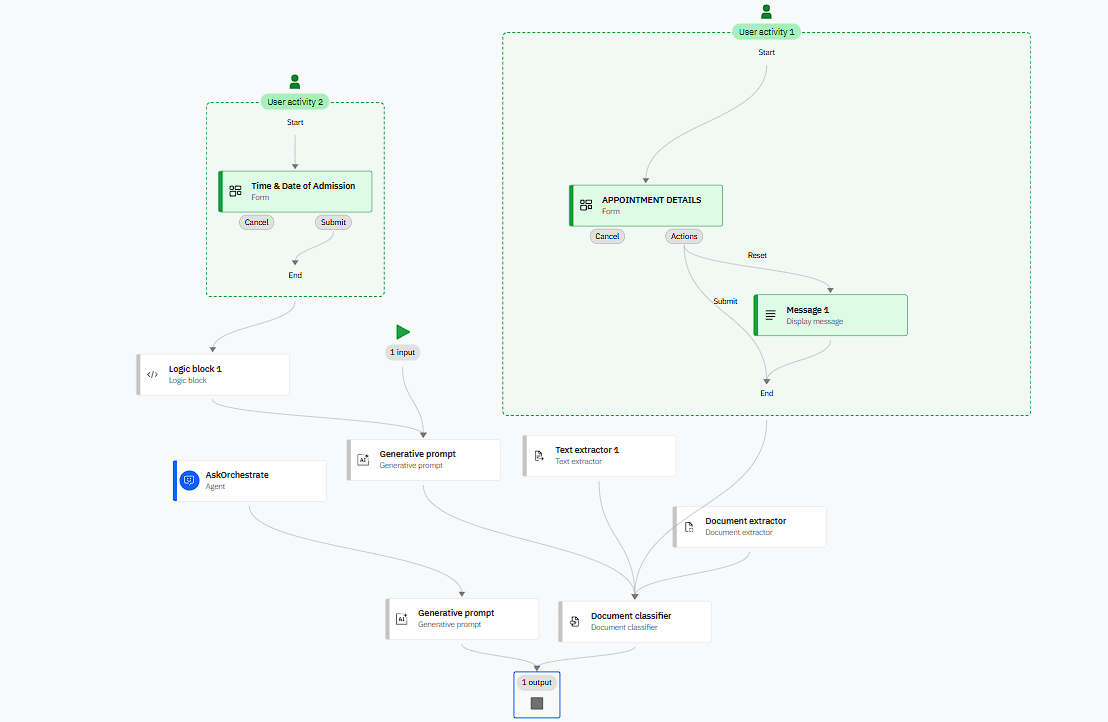 User activity 1
Start
APPOINTMENT DETAILS
Form
Cancel
Actions
Reset
Submit
Message 1
Display message
End
User activity 2
Start
Time & Date of Admission
Form
Cancel
Submit
End
1 input
Logic block 1
Logic block
Generative prompt
Generative prompt
Text extractor 1
Text extractor
AskOrchestrate
Agent
Document extractor
Document extractor
Generative prompt
Generative prompt
Document classifier
Document classifier
1 output